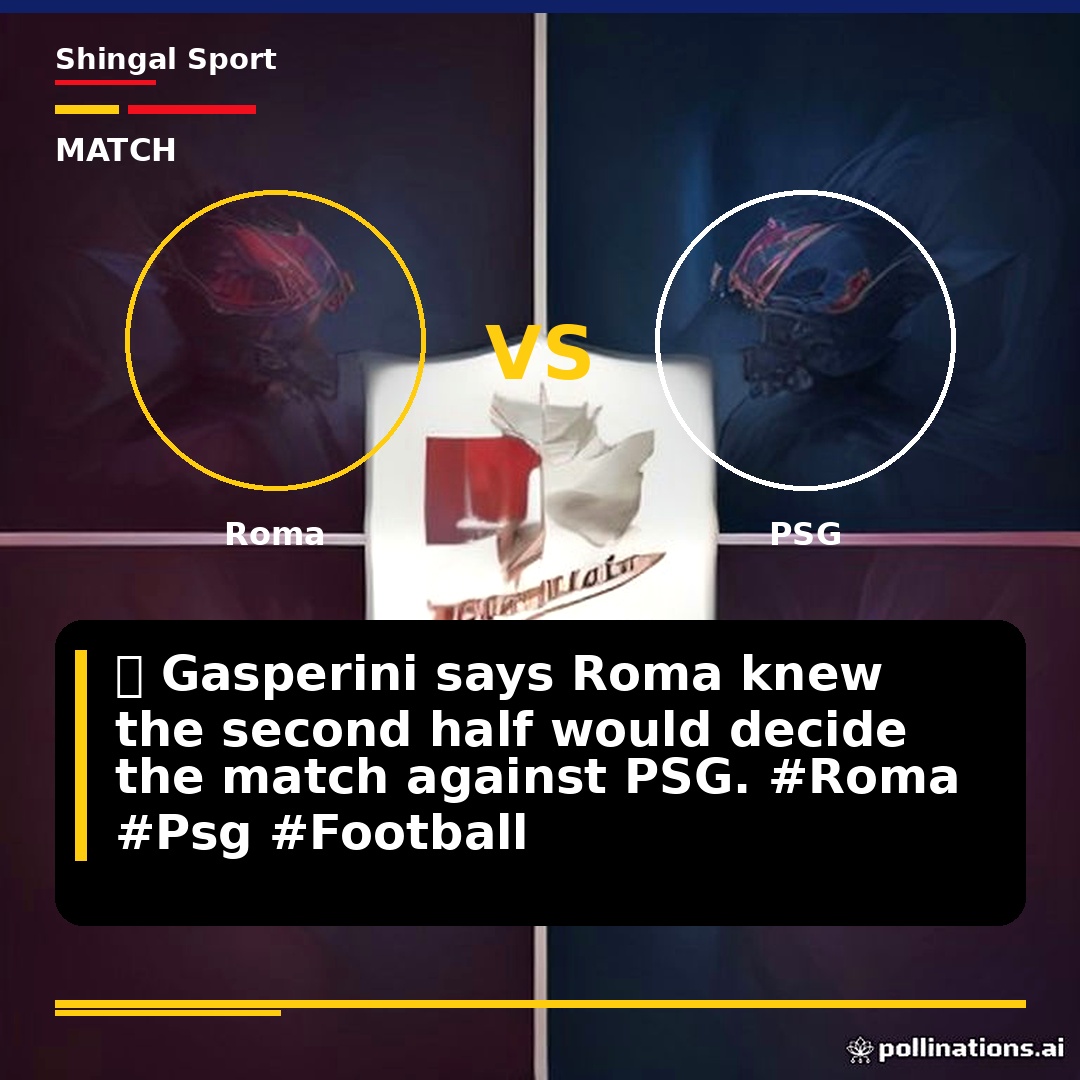 Shingal Sport
MATCH
VS
Roma
PSG
Gasperini says Roma knew
the second half would decide
the match against PSG. #Roma
#Psg #Football
pollinations.ai